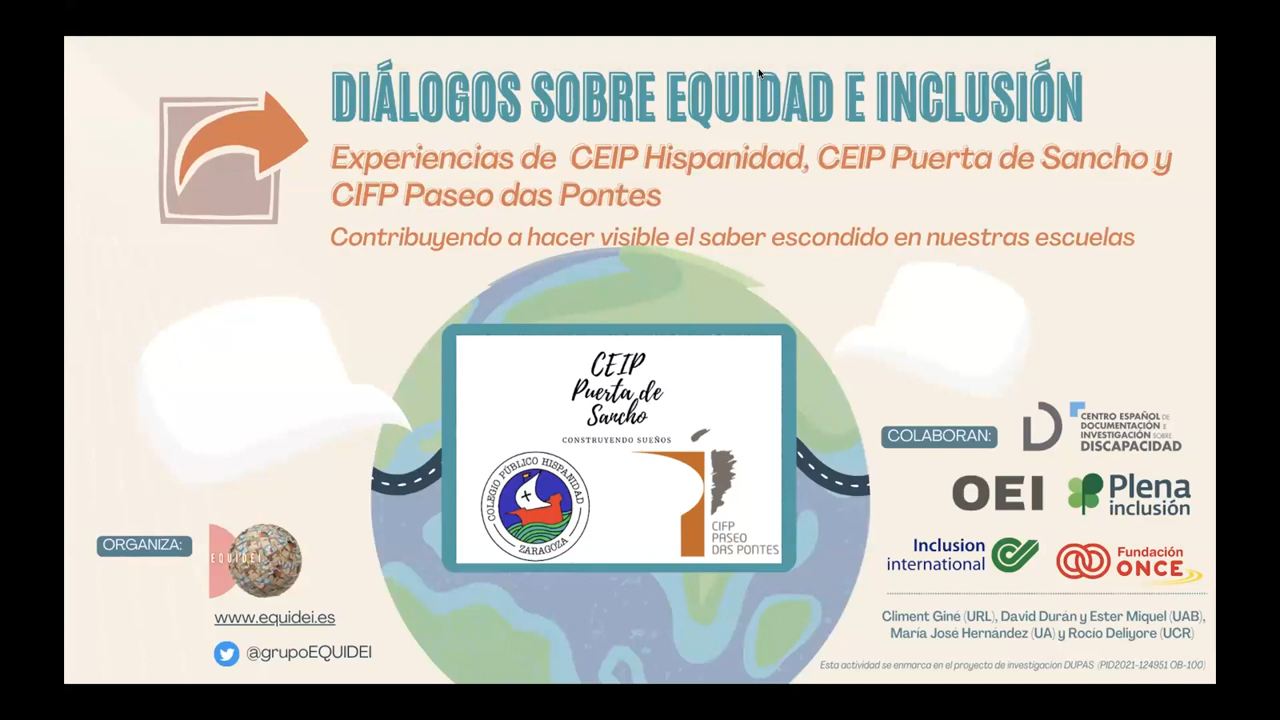 DIÁLOGOS SOBRE EQUIDAD E INCLUSIÓN
Experiencias de CEIP Hispanidad, CEIP Puerta de Sancho y
CIFP Paseo das Pontes
Contribuyendo a hacer visible el saber escondido en nuestras escuelas
CEIP
Puerta de
Sancho
CONSTRUYENDO SUEÑOS
COLEGIO PÚBLICO HISPANIDAD
ZARAGOZA
CIFP
PASEO
DAS PONTES
COLABORAN:
CENTRO ESPAÑOL DE
DOCUMENTACIÓN E
INVESTIGACIÓN SOBRE
DISCAPACIDAD
OEI
Plena
inclusión
Inclusion
international
Fundación
ONCE
ORGANIZA:
EQUIDEI
www.equidei.es
@grupoEQUIDEI
Climent Giné (URL), David Durán y Ester Miquel (UAB),
María José Hernández (UA) y Rocío Deliyore (UCR)
Esta actividad se enmarca en el proyecto de investigacion DUPAS (PID2021-124951 OB-100)